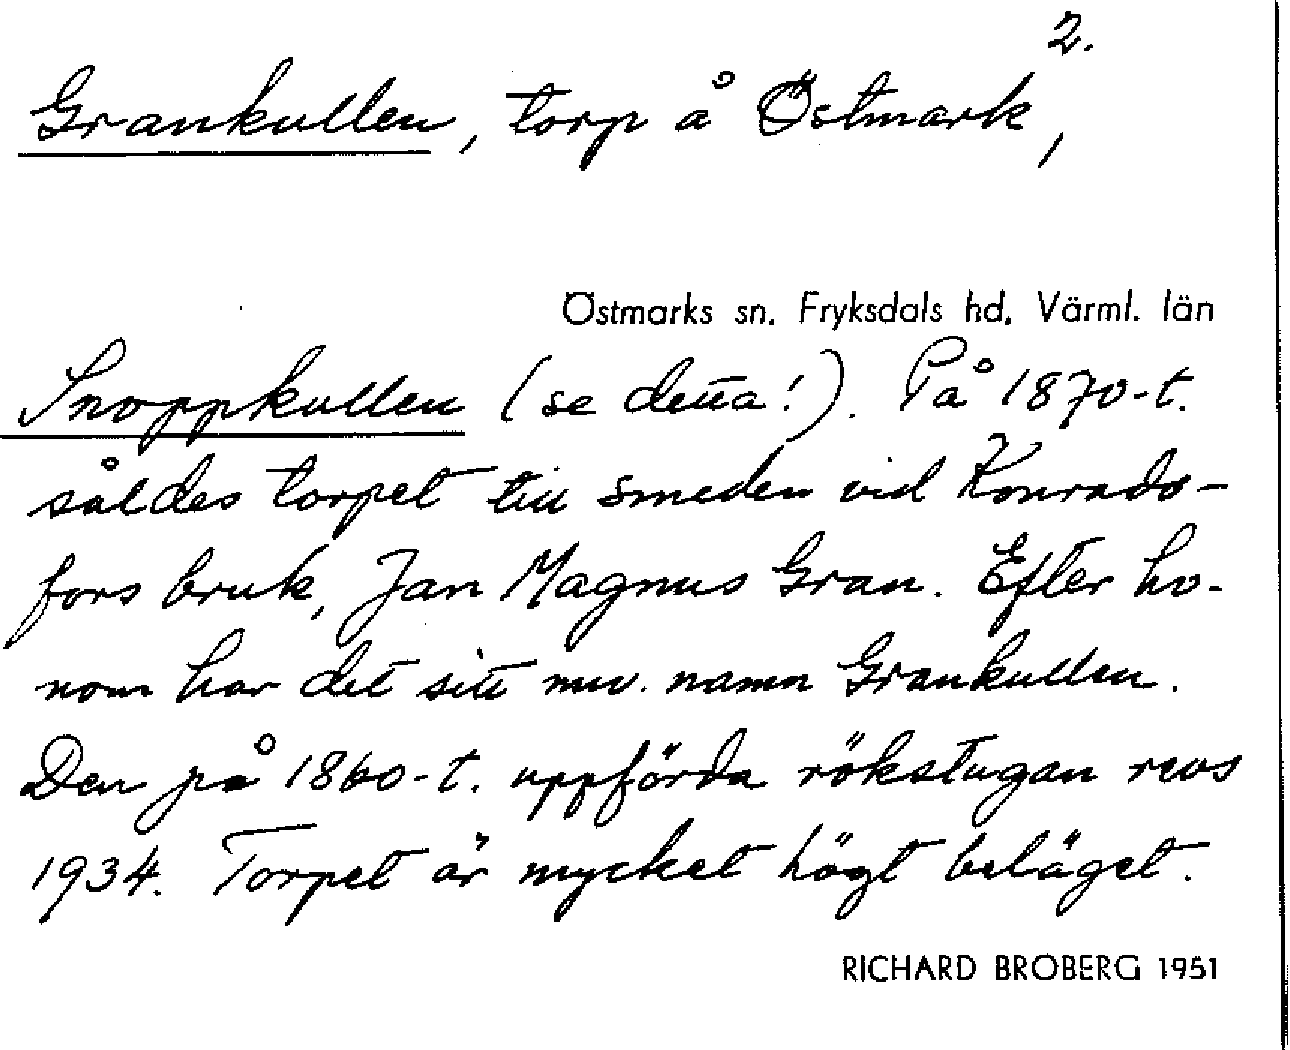 2.
Grankullen, torp å Östmark,
Östmarks sn. Fryksdals hd. Värml. län
Snoppkullen (se detta!). På 1870-t.
såldes torpet till smeden vid Konrads-
fors bruk, Jan Magnus Gran. Efter ho-
nom har det sitt nuv. namn Grankullen.
Den på 1860-t. uppförda rökstugan revs
1934. Torpet är mycket högt beläget.
RICHARD BROBERG 1951